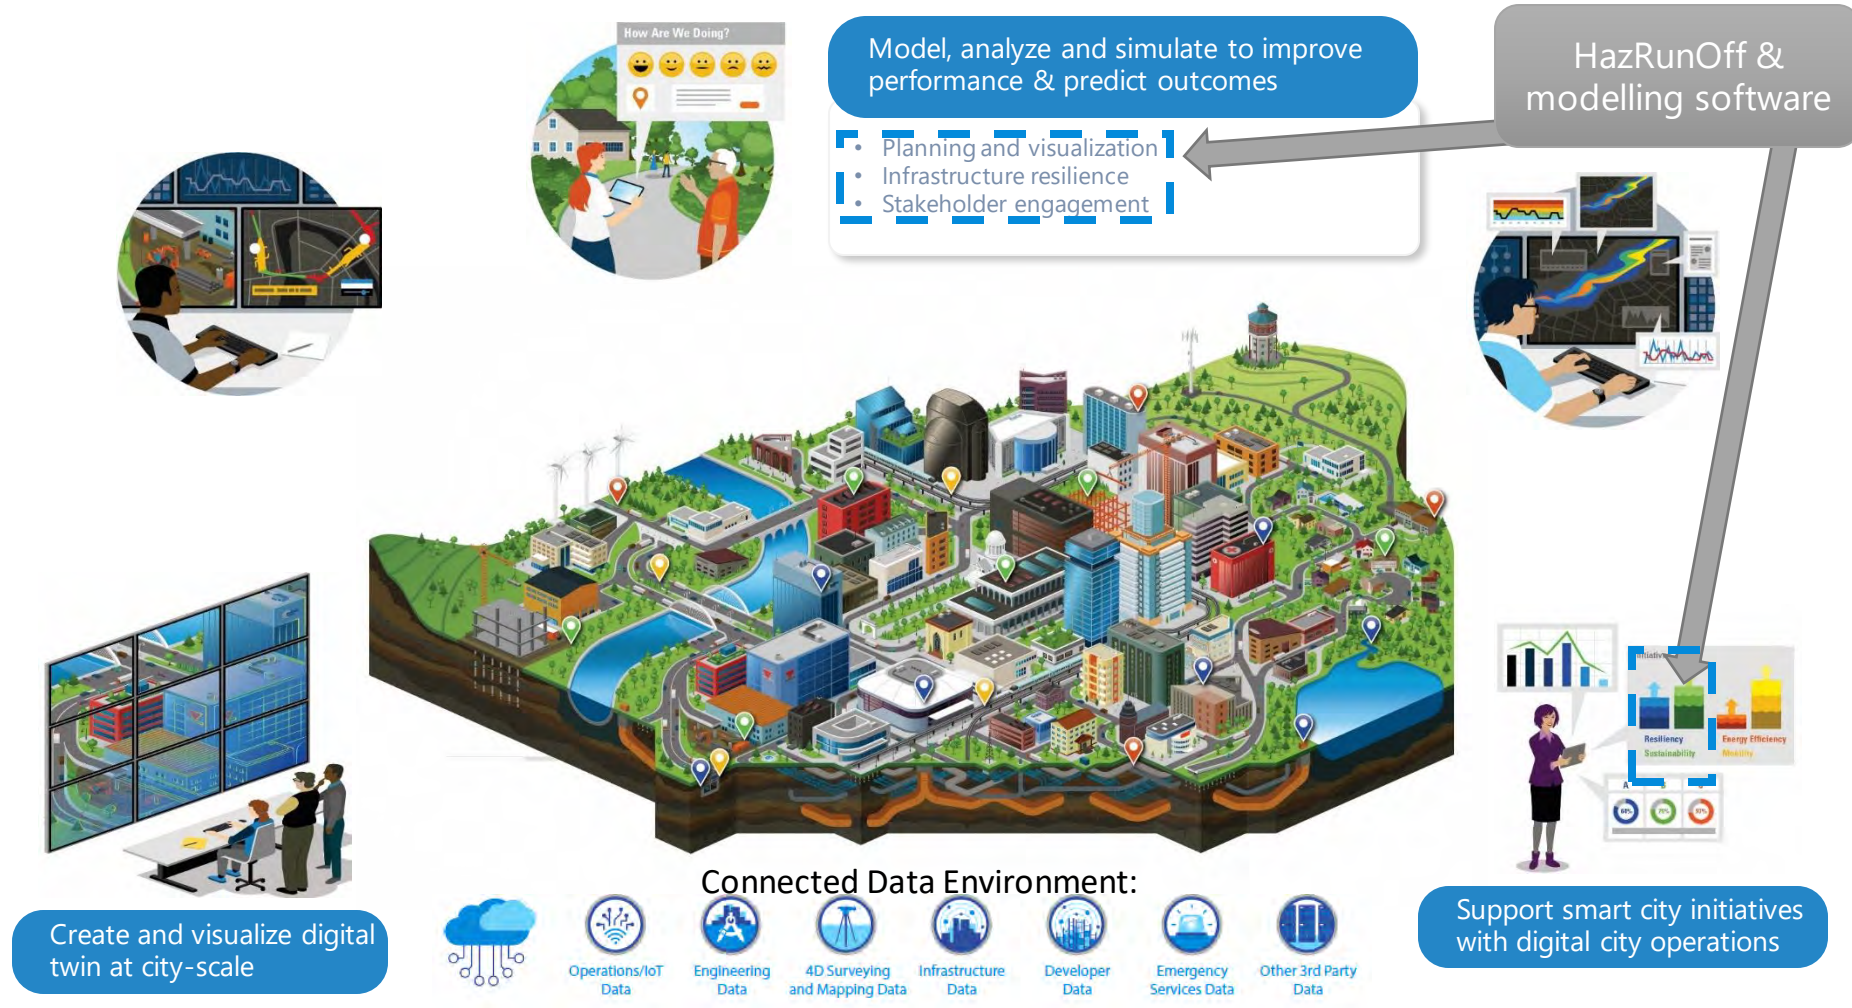 How Are We Doing?
Model, analyze and simulate to improve
performance & predict outcomes
HazRunOff &
modelling software
• Planning and visualization
• Infrastructure resilience
• Stakeholder engagement
Resiliency
Sustainability
Energy Efficiency
Mobility
A
68%
Connected Data Environment:
Create and visualize digital
twin at city-scale
Support smart city initiatives
with digital city operations
Operations/IoT
Data
Engineering
Data
4D Surveying
and Mapping Data
Infrastructure
Data
Developer
Data
Emergency
Services Data
Other 3rd Party
Data